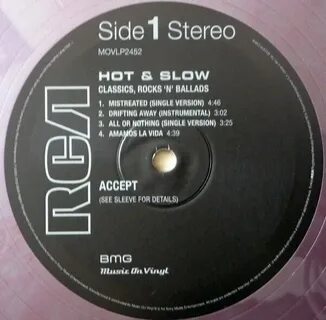 Side 1 Stereo
MOVLP2452
HOT & SLOW
CLASSICS, ROCKS 'N' BALLADS
1. MISTREATED (SINGLE VERSION) 4:46
2. DRIFTING AWAY (INSTRUMENTAL) 3:02
3. ALL OR NOTHING (SINGLE VERSION) 3:25
4. AMAMOS LA VIDA 4:39
RCA
ACCEPT
(SEE SLEEVE FOR DETAILS)
BMG
Music On Vinyl